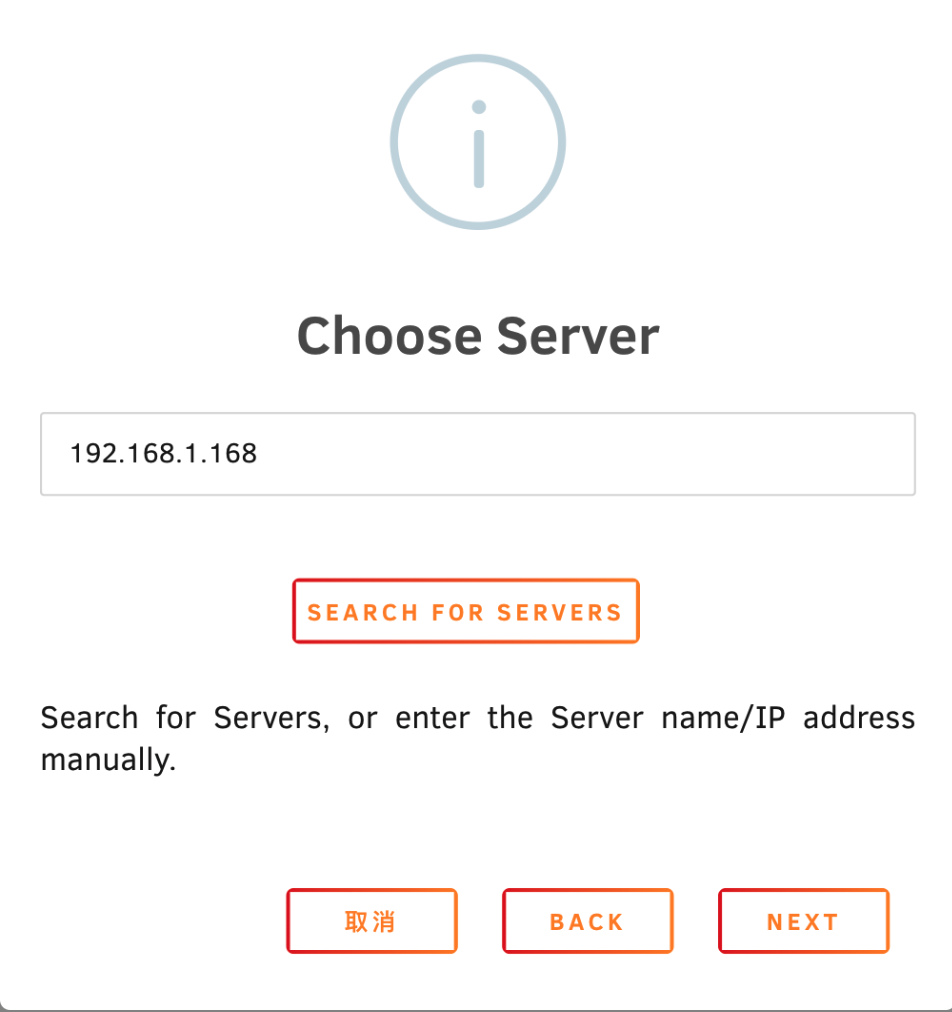 Choose Server
192.168.1.168
SEARCH FOR SERVERS
Search for Servers, or enter the Server name/IP address
manually.
取消 BACK NEXT